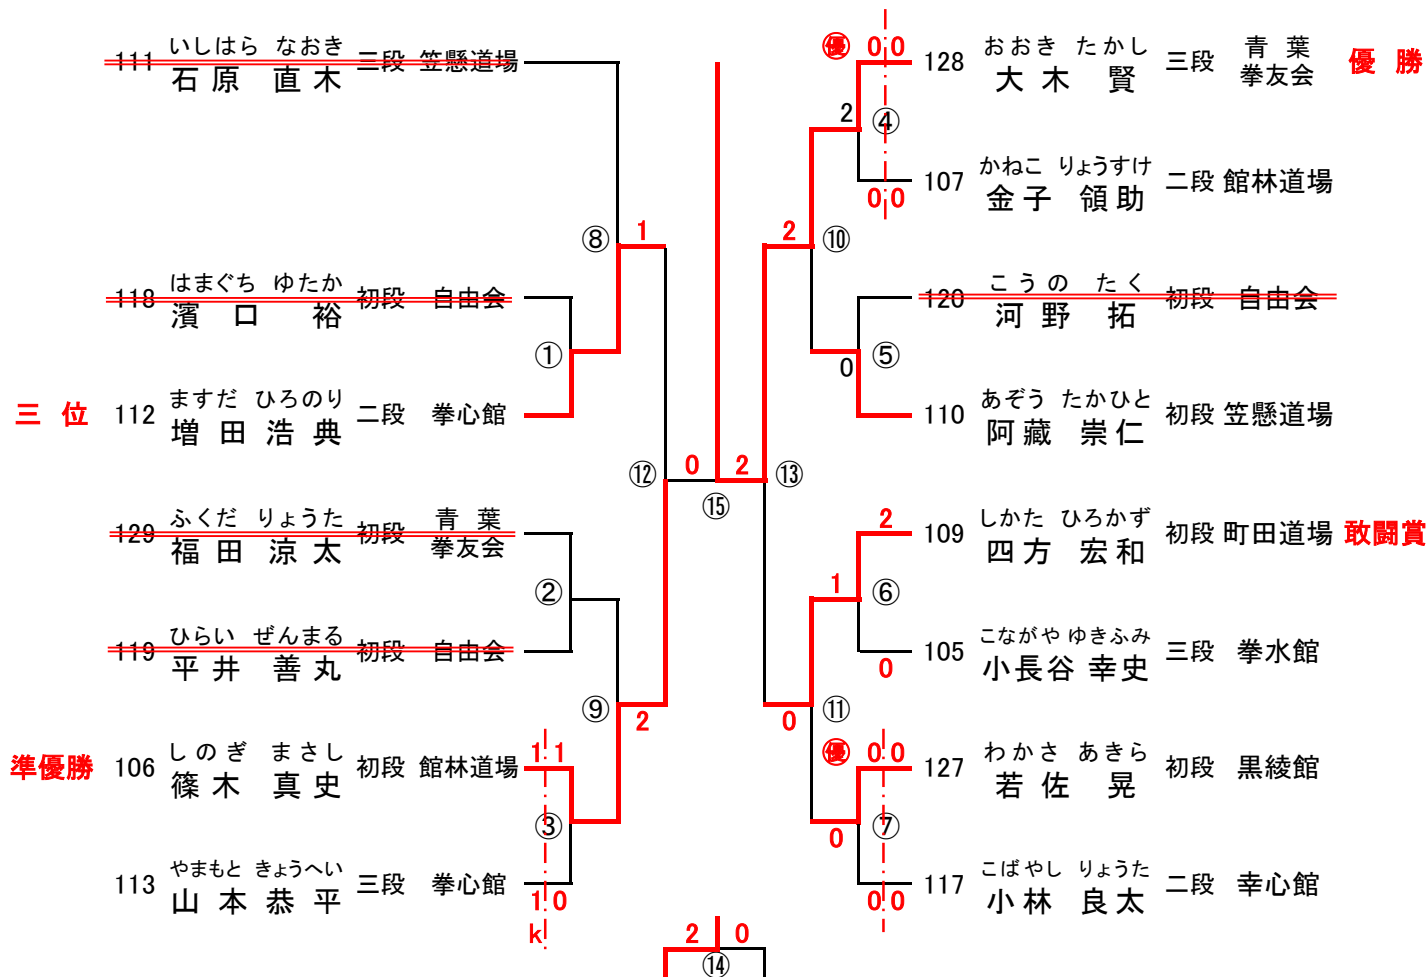 いしはら なおき
111 石原 直木 三段 笠懸道場
はまぐち ゆたか
118 濱口 裕 初段 自由会
ますだ ひろのり
三位 112 増田浩典 二段 拳心館
ふくだ りょうた
129 福田涼太 初段 青葉拳友会
ひらい ぜんまる
119 平井 善丸 初段 自由会
しのぎ まさし
準優勝 106 篠木 真史 初段 館林道場
やまもと きょうへい
113 山本恭平 三段 拳心館
⑧ 1
①
⑫ 0
②
⑨ 2
1 1
③
1 0
k
⑮
2 0
⑭
優 0 0
おおき たかし
128 大木 賢 三段 青葉拳友会 優勝
2 ④
かねこ りょうすけ
107 金子 領助 二段 館林道場
0 0
2 ⑩
こうの たく
120 河野 拓 初段 自由会
0 ⑤
あぞう たかひと
110 阿藏 崇仁 初段 笠懸道場
2 ⑬
2
しかた ひろかず
109 四方 宏和 初段 町田道場 敢闘賞
1 ⑥
こながや ゆきふみ
105 小長谷 幸史 三段 拳水館
0
0 ⑪
優 0 0
わかさ あきら
127 若佐 晃 初段 黒綾館
0 ⑦
こばやし りょうた
117 小林 良太 二段 幸心館
0 0